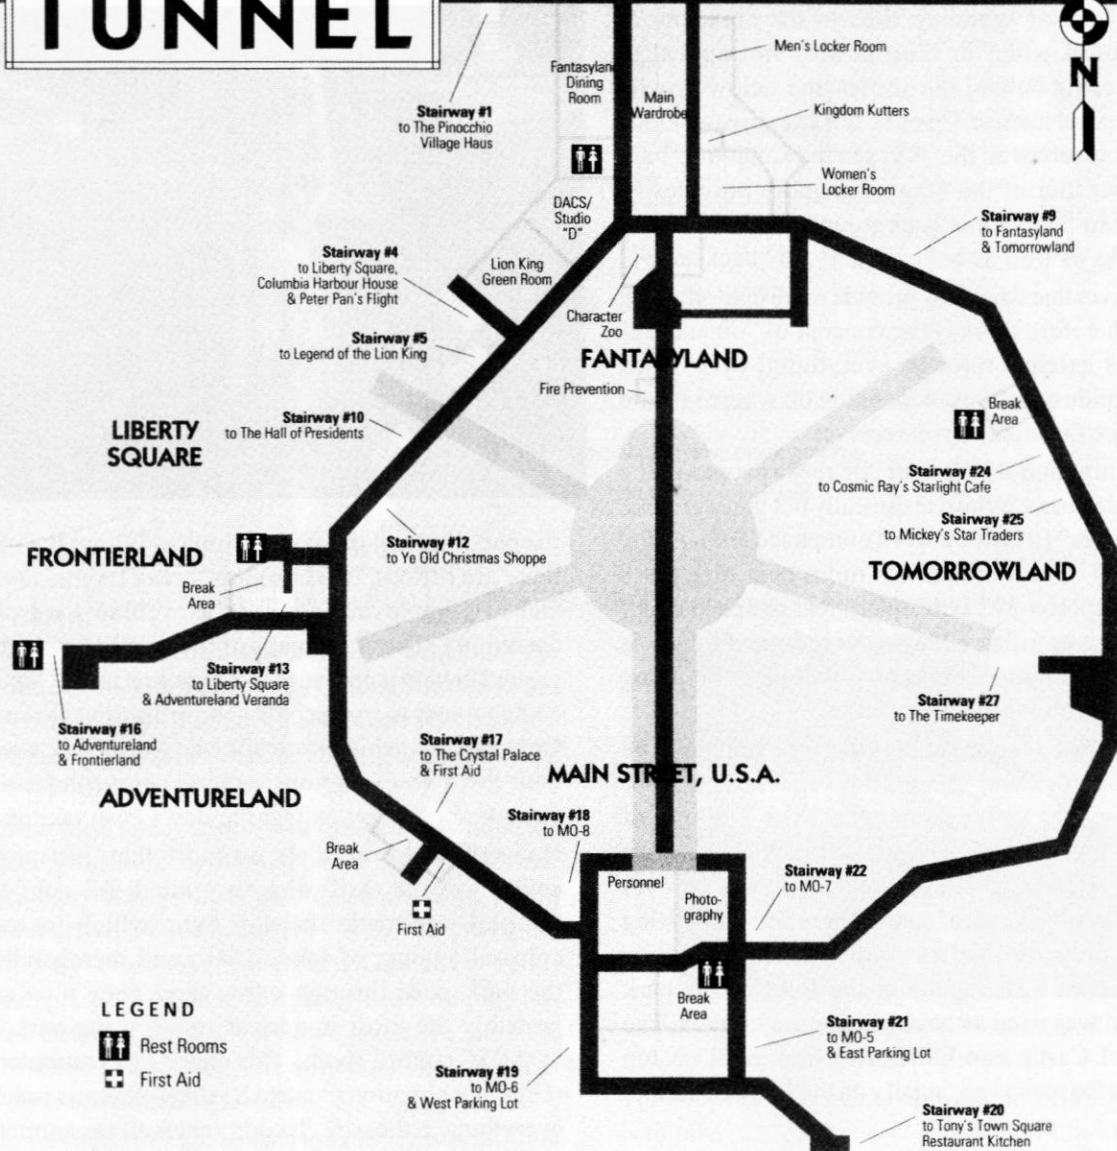 TUNNEL
N
Men's Locker Room
Fantasyland
Dining
Room
Main
Wardrobe
Kingdom Kutters
Stairway #1
to The Pinocchio
Village Haus
Women's
Locker Room
DACS/
Studio
"D"
Stairway #9
to Fantasyland
& Tomorrowland
Stairway #4
to Liberty Square,
Columbia Harbour House
& Peter Pan's Flight
Lion King
Green Room
Character
Zoo
Stairway #5
to Legend of the Lion King
FANTASYLAND
Fire Prevention
Break
Area
Stairway #10
to The Hall of Presidents
LIBERTY
SQUARE
Stairway #24
to Cosmic Ray's Starlight Cafe
Stairway #25
to Mickey's Star Traders
Stairway #12
to Ye Old Christmas Shoppe
FRONTIERLAND
TOMORROWLAND
Break
Area
Stairway #13
to Liberty Square
& Adventureland Veranda
Stairway #27
to The Timekeeper
Stairway #16
to Adventureland
& Frontierland
Stairway #17
to The Crystal Palace
& First Aid
MAIN STREET, U.S.A.
ADVENTURELAND
Stairway #18
to MO-8
Break
Area
Personnel
Stairway #22
to MO-7
Photo-
graphy
First Aid
Break
Area
LEGEND
Rest Rooms
First Aid
Stairway #21
to MO-5
& East Parking Lot
Stairway #19
to MO-6
& West Parking Lot
Stairway #20
to Tony's Town Square
Restaurant Kitchen